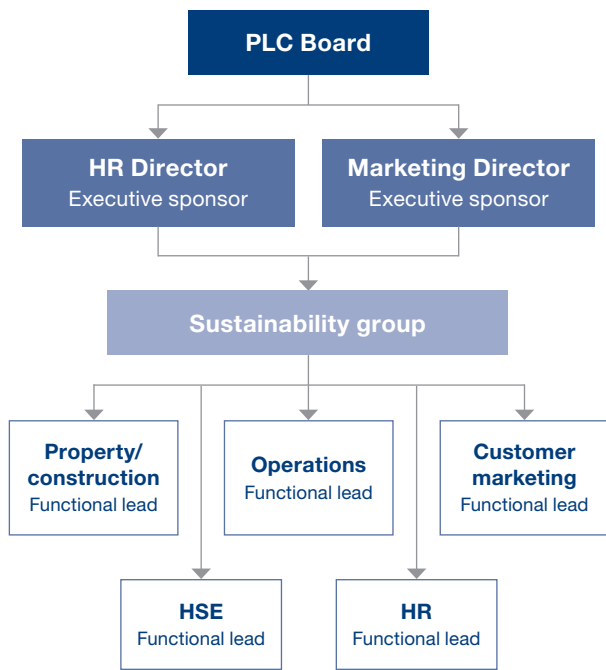 PLC Board
HR Director
Executive sponsor
Marketing Director
Executive sponsor
Sustainability group
Property/
construction
Functional lead
Operations
Functional lead
Customer
marketing
Functional lead
HSE
Functional lead
HR
Functional lead